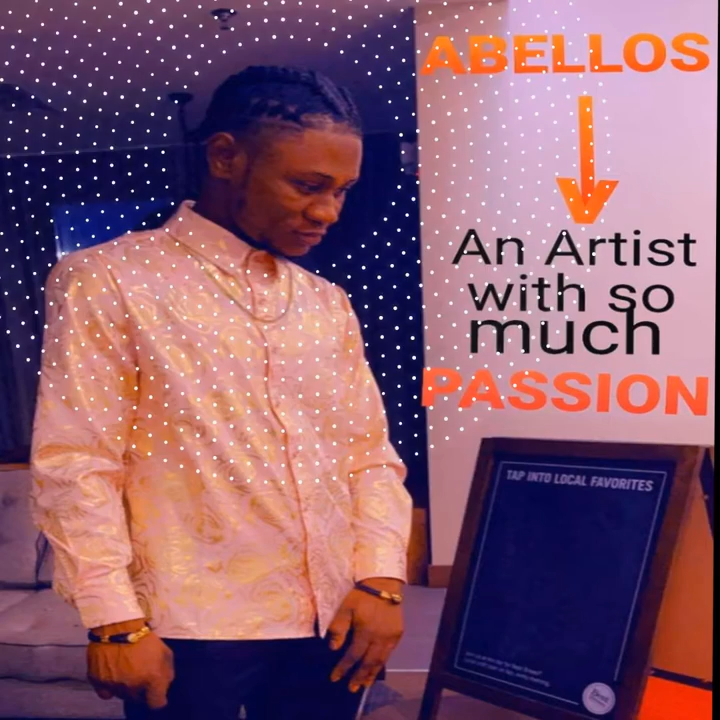 ABELLOS
An Artist
with so
much
PASSION
TAP INTO LOCAL FAVORITES